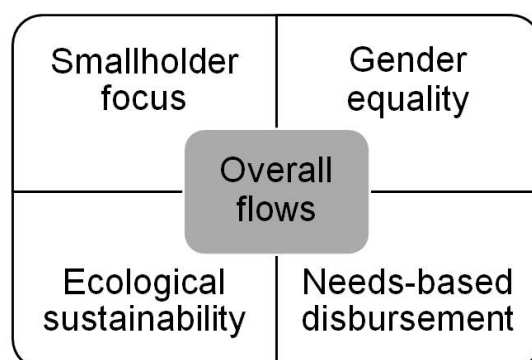 Smallholder
focus
Gender
equality
Overall
flows
Ecological
sustainability
Needs-based
disbursement